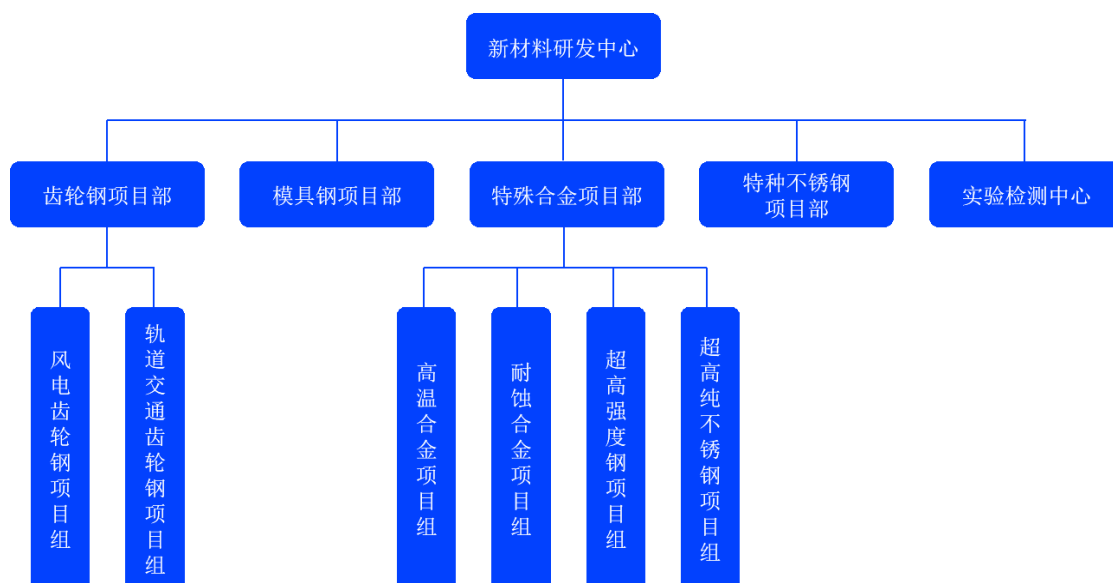 新材料研发中心
齿轮钢项目部
模具钢项目部
特殊合金项目部
特种不锈钢
项目部
实验检测中心
风电齿轮钢项目组
轨道交通齿轮钢项目组
高温合金项目组
耐蚀合金项目组
超高强度钢项目组
超高纯不锈钢项目组